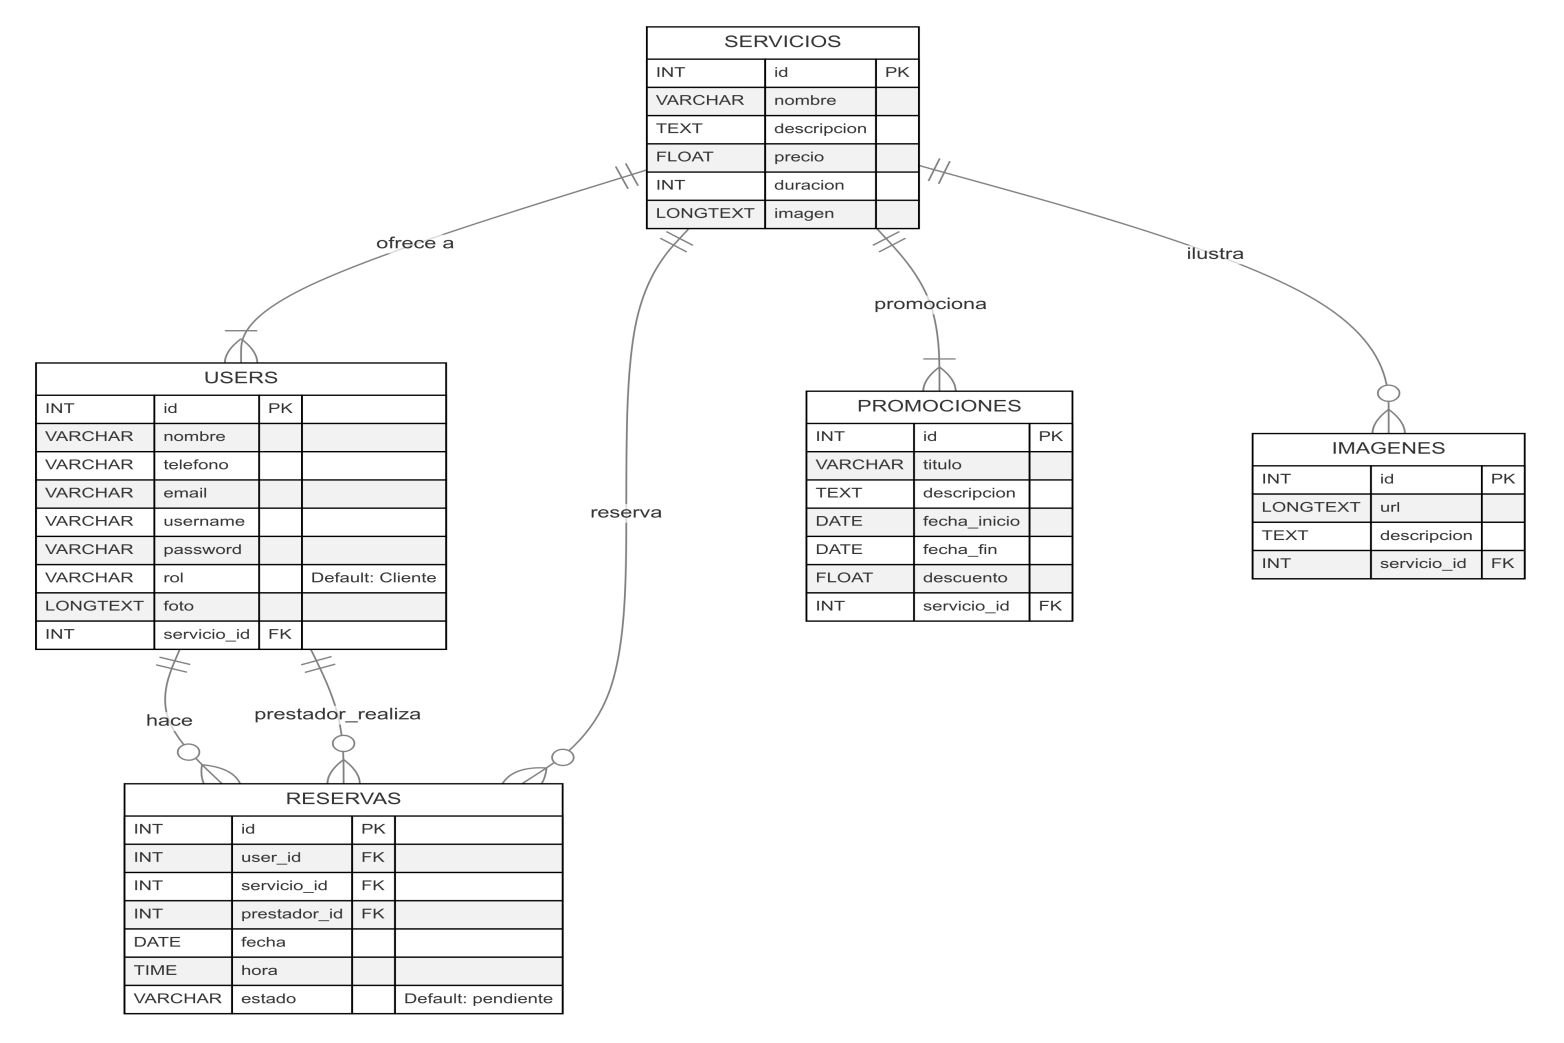 SERVICIOS
INT id PK
VARCHAR nombre
TEXT descripcion
FLOAT precio
INT duracion
LONGTEXT imagen
ofrece a
ilustra
promociona
reserva
USERS
INT id PK
VARCHAR nombre
VARCHAR telefono
VARCHAR email
VARCHAR username
VARCHAR password
VARCHAR rol Default: Cliente
LONGTEXT foto
INT servicio_id FK
PROMOCIONES
INT id PK
VARCHAR titulo
TEXT descripcion
DATE fecha_inicio
DATE fecha_fin
FLOAT descuento
INT servicio_id FK
IMAGENES
INT id PK
LONGTEXT url
TEXT descripcion
INT servicio_id FK
hace
prestador_realiza
RESERVAS
INT id PK
INT user_id FK
INT servicio_id FK
INT prestador_id FK
DATE fecha
TIME hora
VARCHAR estado Default: pendiente